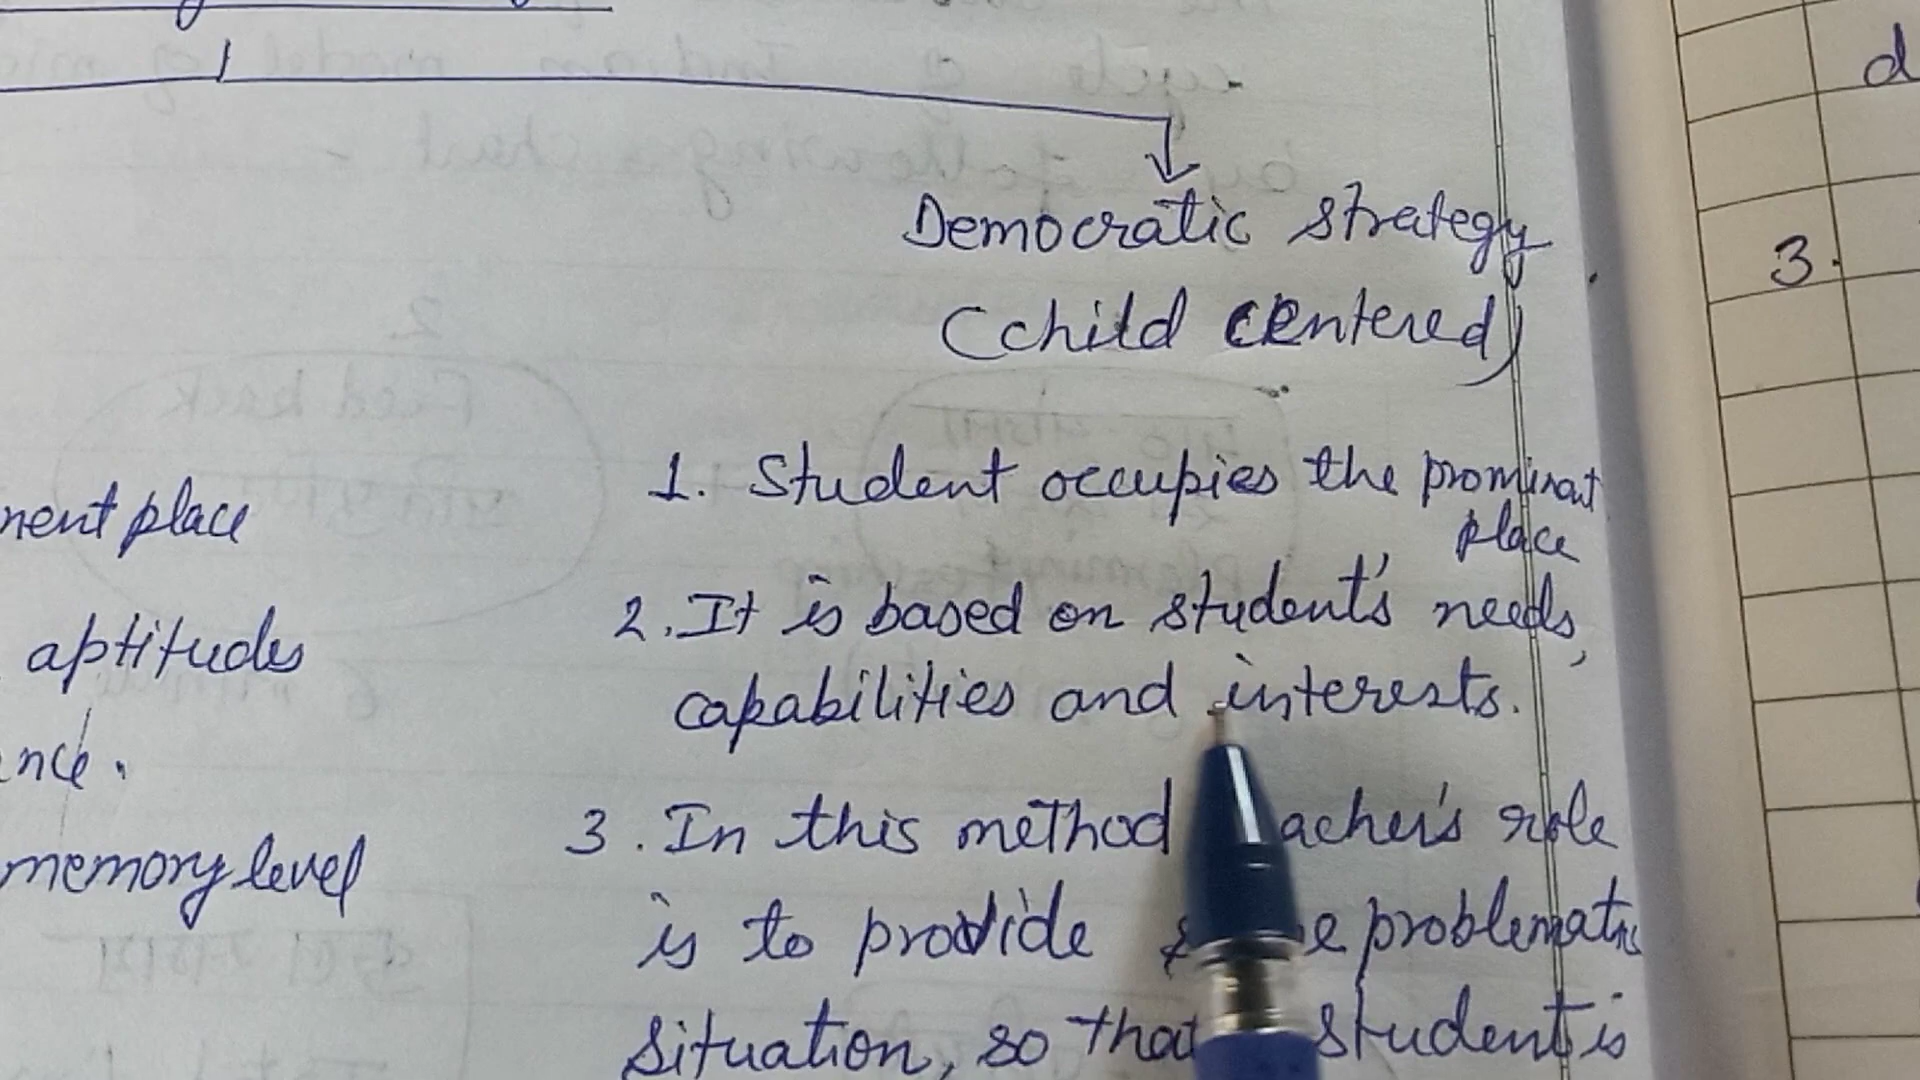 Democratic strategy
(child centered)
1. Student occupies the prominent
place
nent place
2. It is based on student's needs,
aptitudes
capabilities and interests.
nce.
3. In this method acher's role
memory level
is to provide problematic
situation, so that student is
d
3.